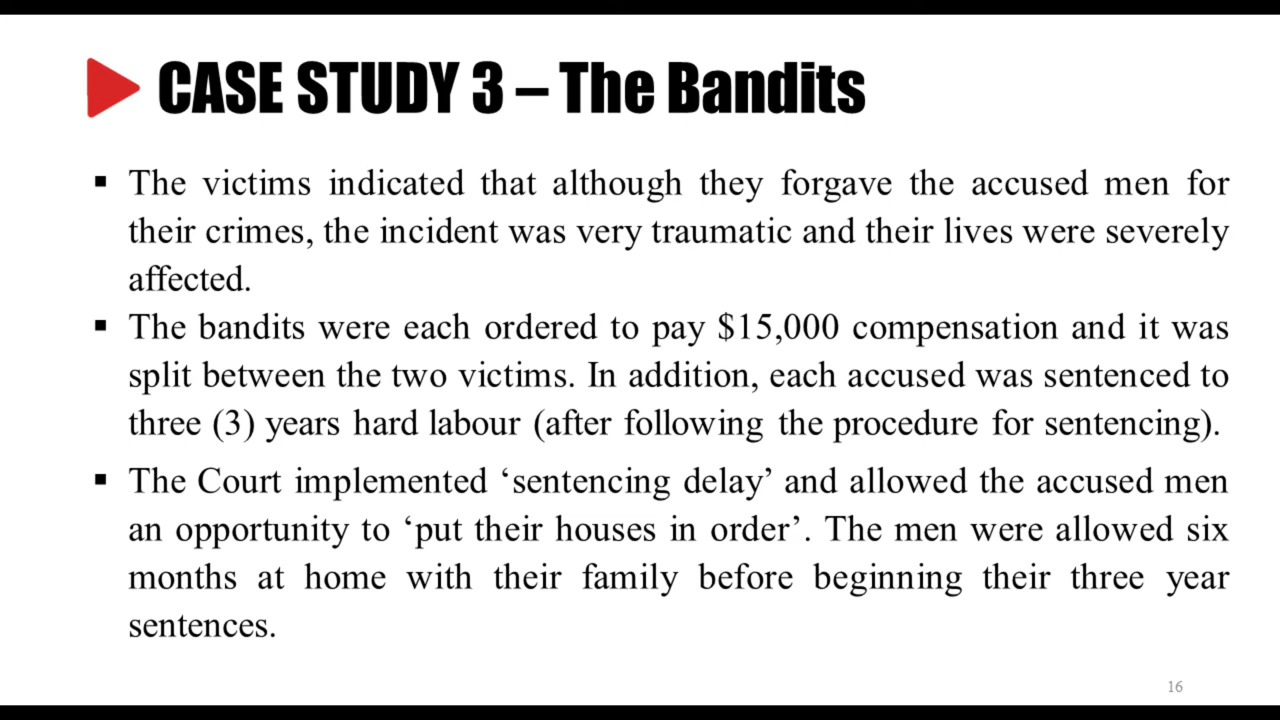 CASE STUDY 3 – The Bandits
▪ The victims indicated that although they forgave the accused men for
their crimes, the incident was very traumatic and their lives were severely
affected.
▪ The bandits were each ordered to pay $15,000 compensation and it was
split between the two victims. In addition, each accused was sentenced to
three (3) years hard labour (after following the procedure for sentencing).
▪ The Court implemented ‘sentencing delay’ and allowed the accused men
an opportunity to ‘put their houses in order’. The men were allowed six
months at home with their family before beginning their three year
sentences.
16